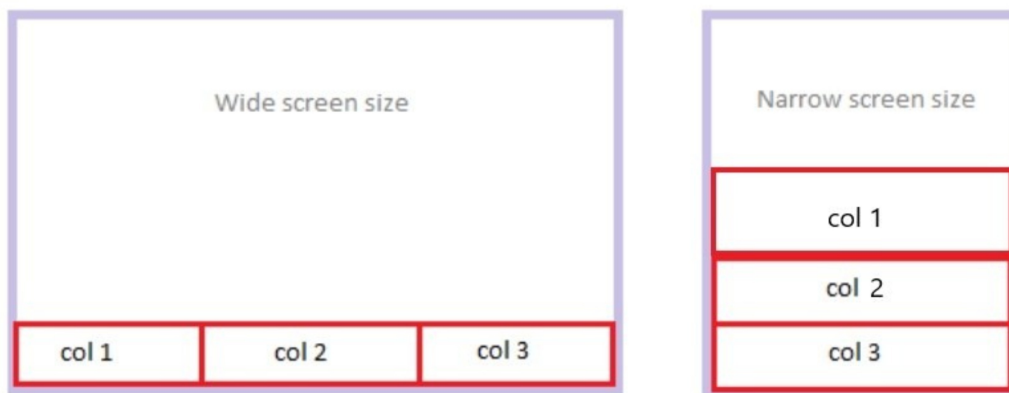 Wide screen size
col 1 col 2 col 3
Narrow screen size
col 1
col 2
col 3